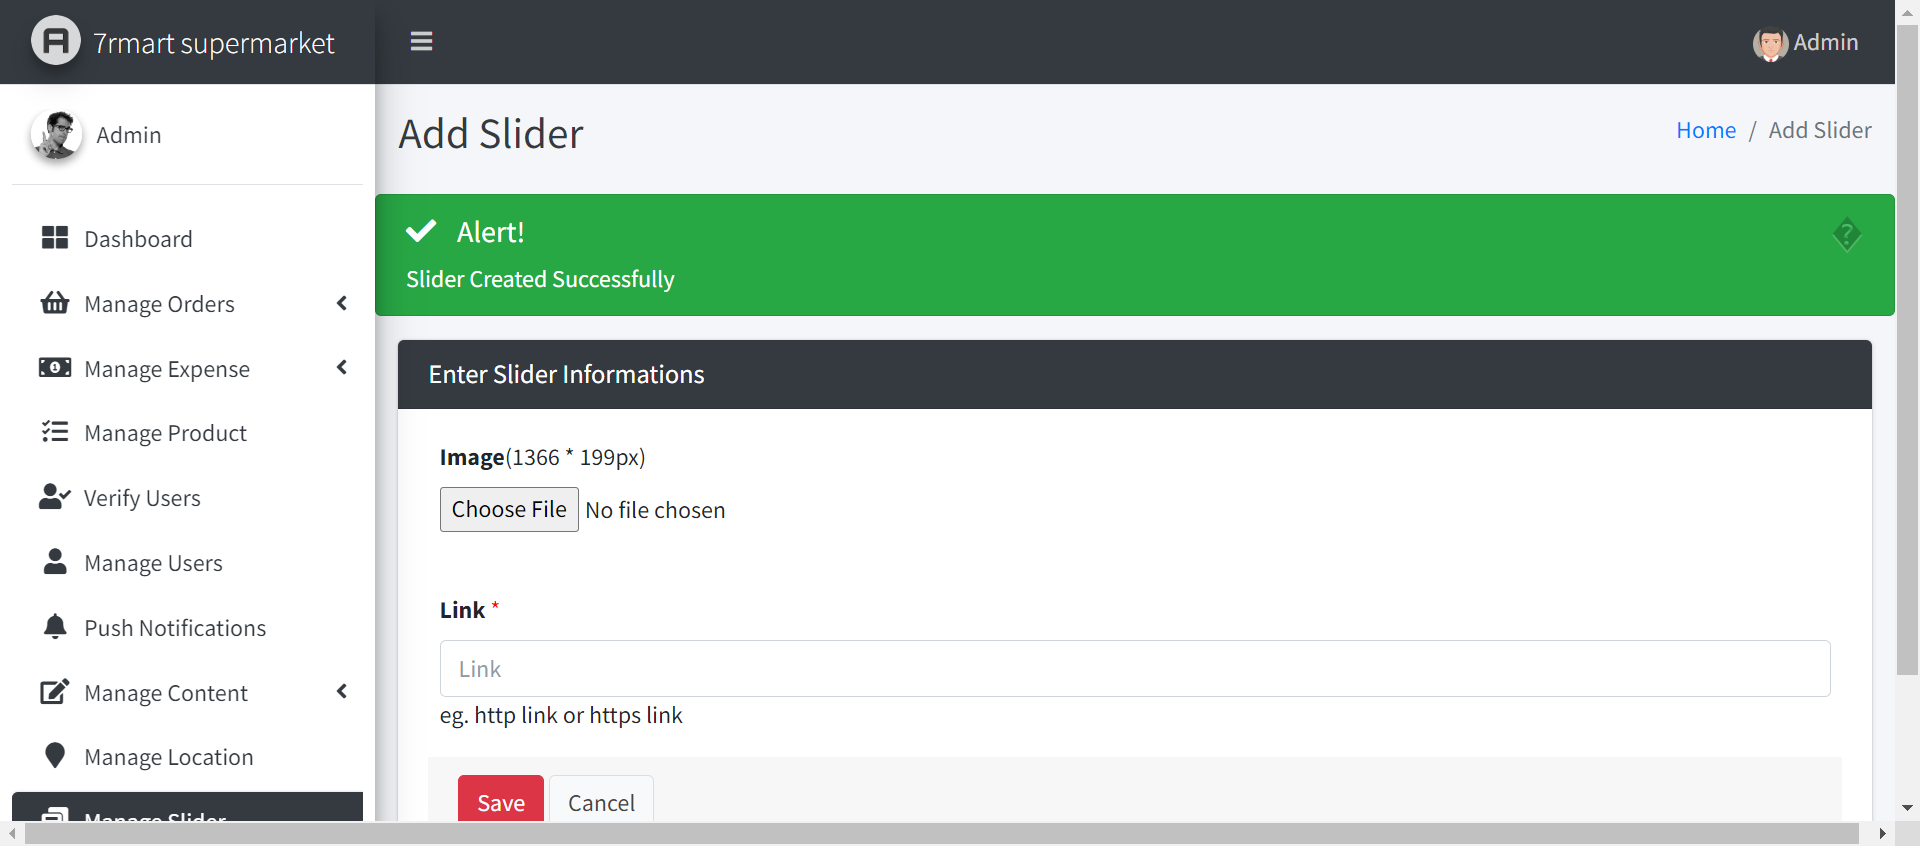 7rmart supermarket
Admin
Admin
Add Slider
Home / Add Slider
Dashboard
Alert!
Slider Created Successfully
Manage Orders
Manage Expense
Manage Product
Verify Users
Manage Users
Push Notifications
Manage Content
Manage Location
Manage Slider
Enter Slider Informations
Image(1366 * 199px)
Choose File No file chosen
Link *
Link
eg. http link or https link
Save Cancel